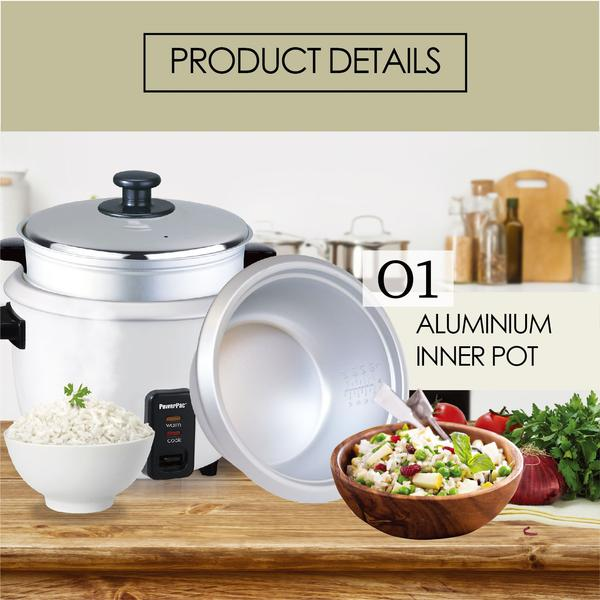 PRODUCT DETAILS
01
ALUMINIUM
INNER POT
PowerPac
warm
cook